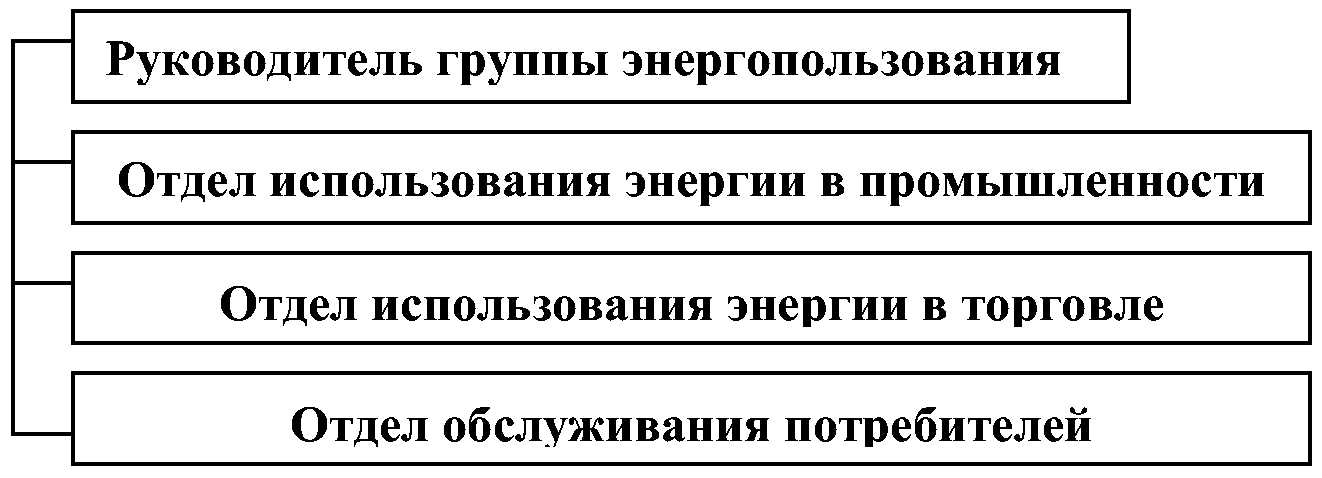 Руководитель группы энергопользования
Отдел использования энергии в промышленности
Отдел использования энергии в торговле
Отдел обслуживания потребителей